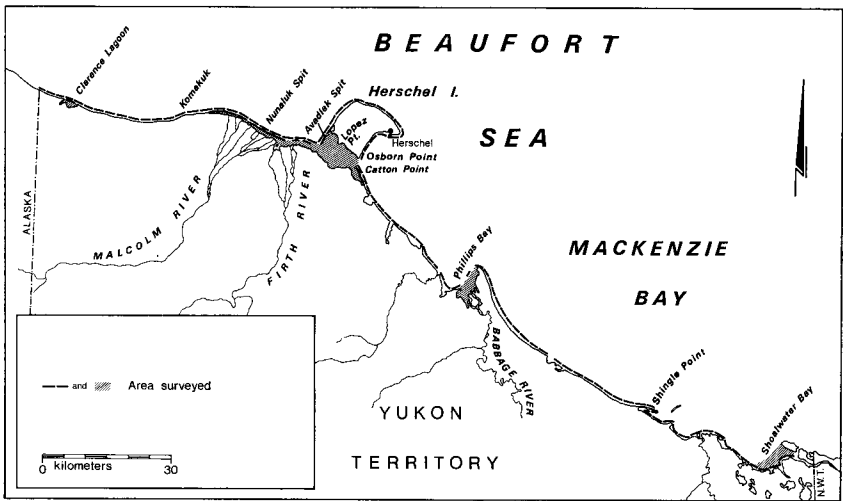 BEAUFORT
SEA
Clarence Lagoon
Komakuk
Nunaluk Spit
Avadlek Spit
Herschel I.
Lopez Pt.
Herschel
Osborn Point
Catton Point
ALASKA
MALCOLM RIVER
FIRTH RIVER
MACKENZIE
BAY
Phillips Bay
BABBAGE RIVER
Shingle Point
Shoalwater Bay
YUKON
TERRITORY
N.W.T.
and Area surveyed
0 30
kilometers